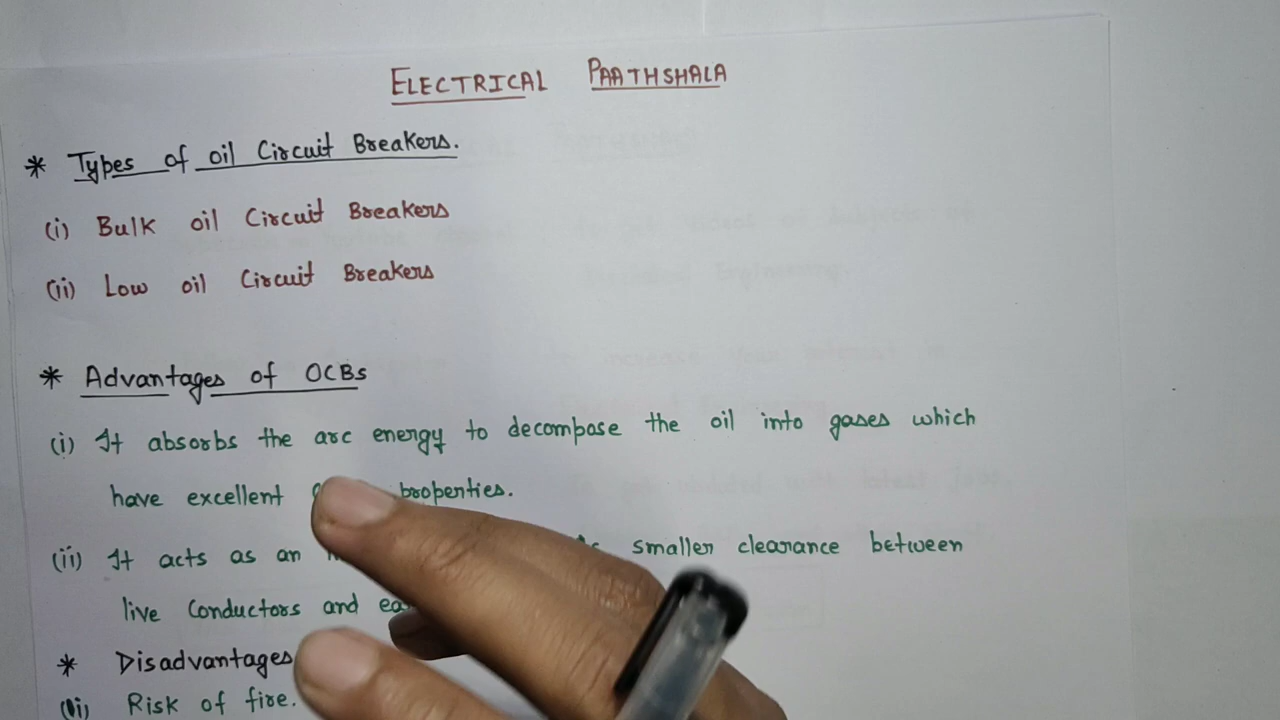 ELECTRICAL PAATHSHALA
* Types of oil Circuit Breakers.
(i) Bulk oil Circuit Breakers
(ii) Low oil Circuit Breakers
* Advantages of OCBs
(i) It absorbs the arc energy to decompose the oil into gases which
have excellent properties.
(ii) It acts as an smaller clearance between
live Conductors and
* Disadvantages
Risk of fire.